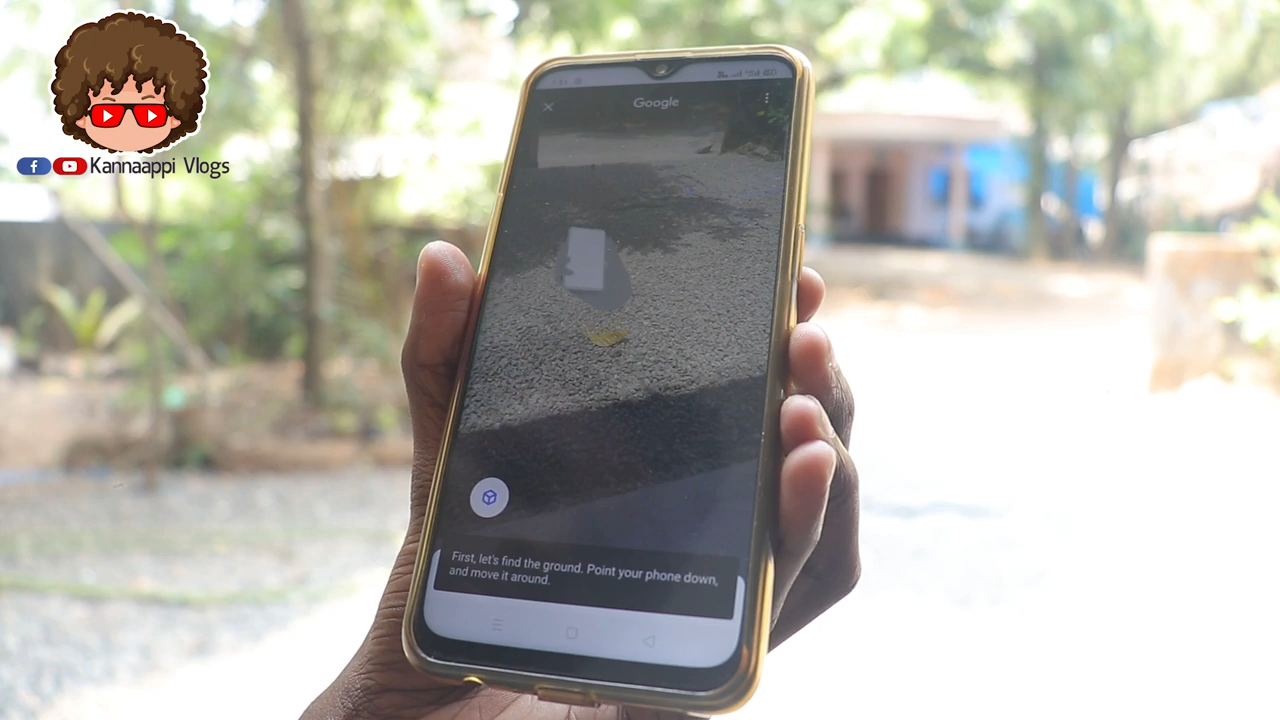 Kannaappi Vlogs
Google
First, let's find the ground. Point your phone down,
and move it around.